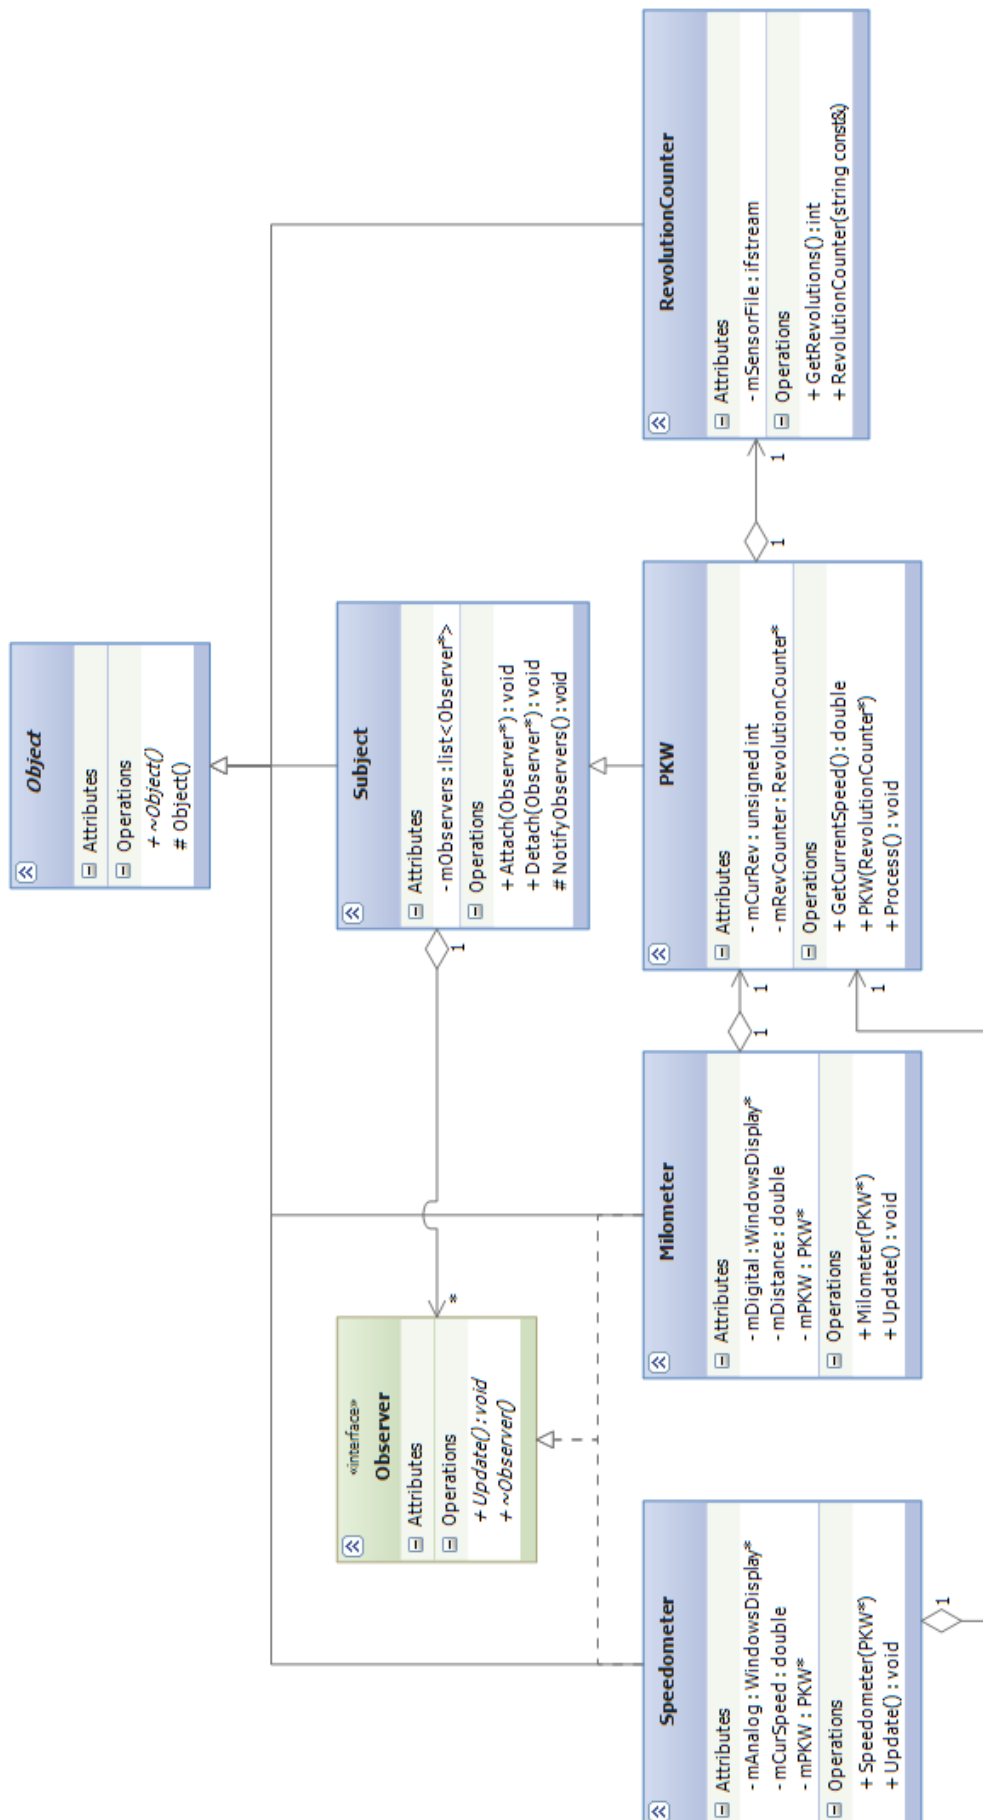 Object
Attributes
Operations
+ ~Object()
# Object()
«interface»
Observer
Attributes
Operations
+ Update() : void
+ ~Observer()
*
Subject
Attributes
- mObservers : list<Observer*>
Operations
+ Attach(Observer*) : void
+ Detach(Observer*) : void
# NotifyObservers() : void
1
Speedometer
Attributes
- mAnalog : WindowsDisplay*
- mCurSpeed : double
- mPKW : PKW*
Operations
+ Speedometer(PKW*)
+ Update() : void
1
Milometer
Attributes
- mDigital : WindowsDisplay*
- mDistance : double
- mPKW : PKW*
Operations
+ Milometer(PKW*)
+ Update() : void
1
1
1
PKW
Attributes
- mCurRev : unsigned int
- mRevCounter : RevolutionCounter*
Operations
+ GetCurrentSpeed() : double
+ PKW(RevolutionCounter*)
+ Process() : void
1
1
RevolutionCounter
Attributes
- mSensorFile : ifstream
Operations
+ GetRevolutions() : int
+ RevolutionCounter(string const&)